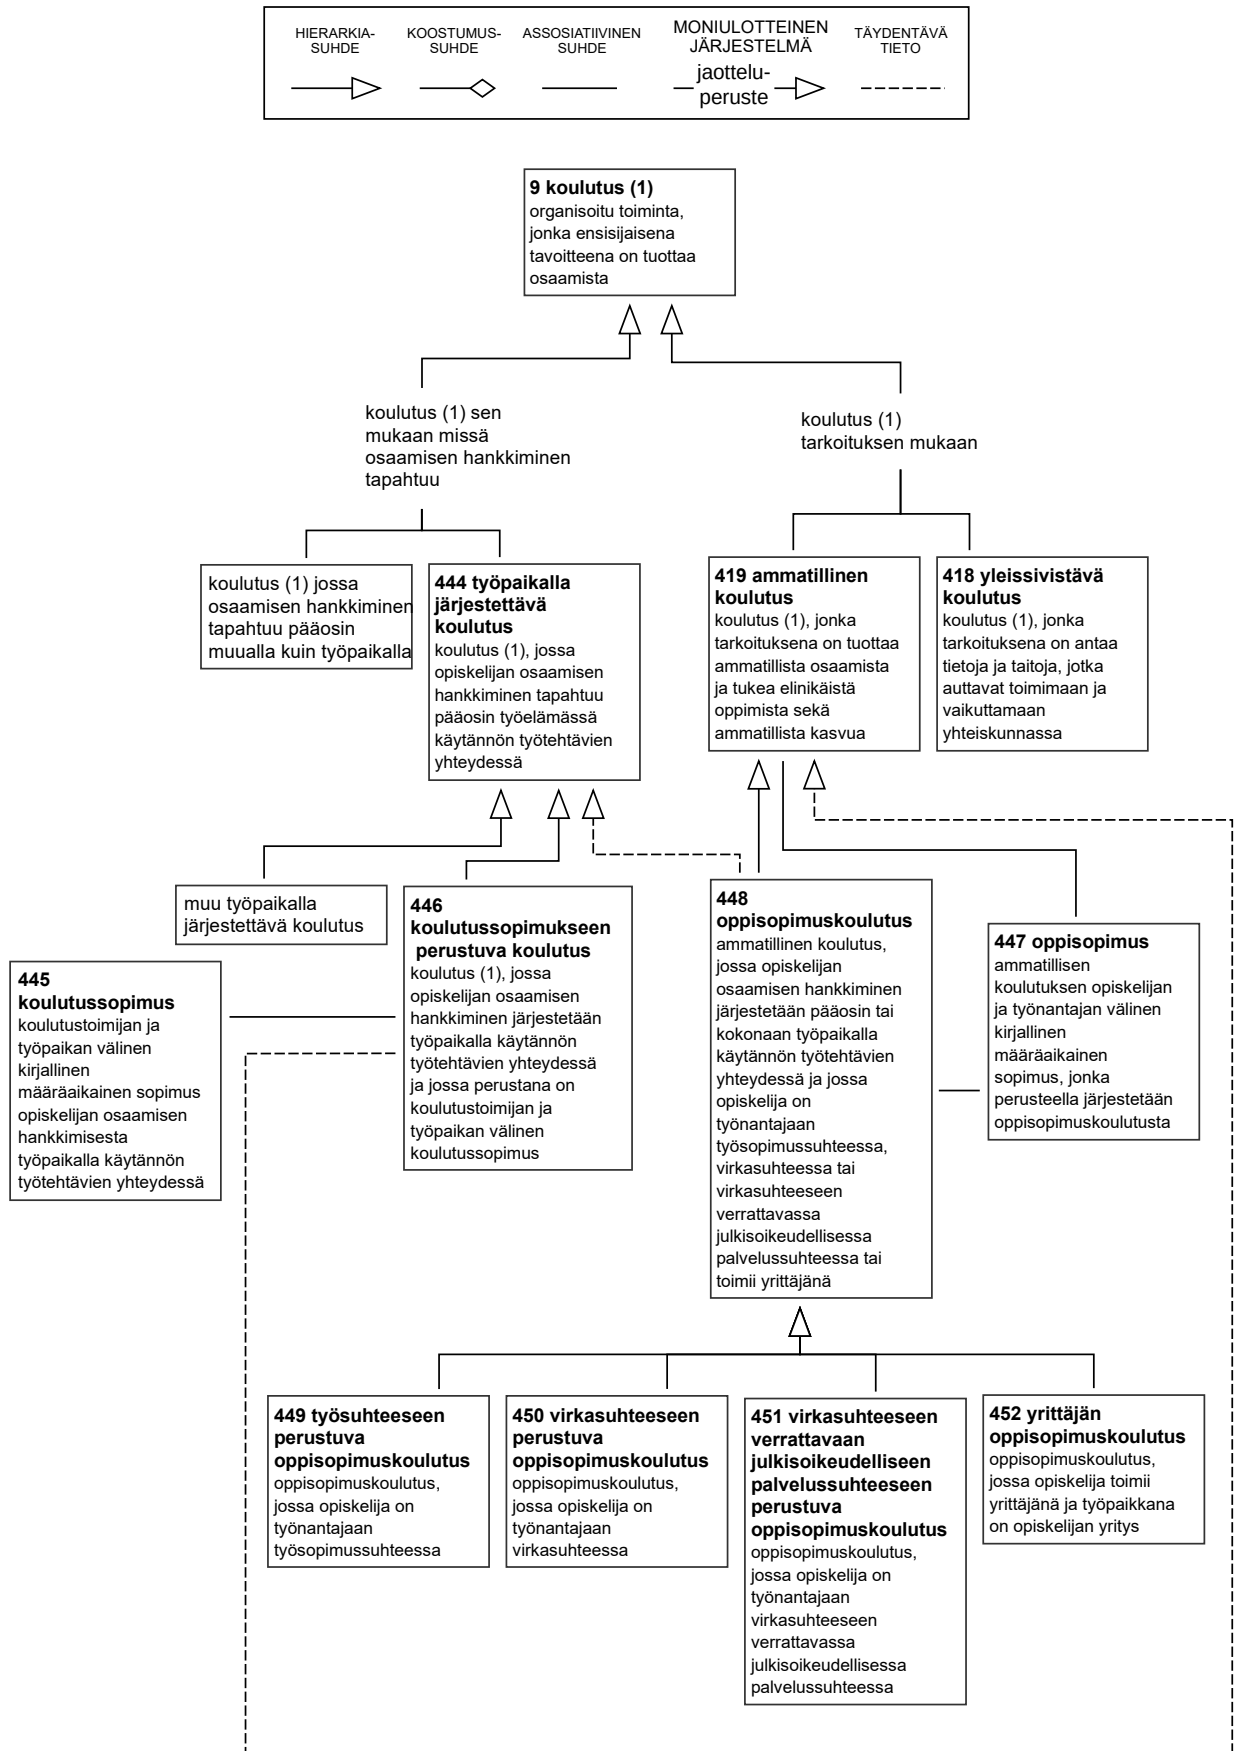 HIERARKIA-
SUHDE
KOOSTUMUS-
SUHDE
ASSOSIATIIVINEN
SUHDE
MONIULOTTEINEN
JÄRJESTELMÄ
jaottelu-
peruste
TÄYDENTÄVÄ
TIETO
9 koulutus (1)
organisoitu toiminta,
jonka ensisijaisena
tavoitteena on tuottaa
osaamista
koulutus (1) sen
mukaan missä
osaamisen hankkiminen
tapahtuu
koulutus (1)
tarkoituksen mukaan
koulutus (1) jossa
osaamisen hankkiminen
tapahtuu pääosin
muualla kuin työpaikalla
444 työpaikalla
järjestettävä
koulutus
koulutus (1), jossa
opiskelijan osaamisen
hankkiminen tapahtuu
pääosin työelämässä
käytännön työtehtävien
yhteydessä
419 ammatillinen
koulutus
koulutus (1), jonka
tarkoituksena on tuottaa
ammatillista osaamista
ja tukea elinikäistä
oppimista sekä
ammatillista kasvua
418 yleissivistävä
koulutus
koulutus (1), jonka
tarkoituksena on antaa
tietoja ja taitoja, jotka
auttavat toimimaan ja
vaikuttamaan
yhteiskunnassa
muu työpaikalla
järjestettävä koulutus
446
koulutussopimukseen
perustuva koulutus
koulutus (1), jossa
opiskelijan osaamisen
hankkiminen järjestetään
työpaikalla käytännön
työtehtävien yhteydessä
ja jossa perustana on
koulutustoimijan ja
työpaikan välinen
koulutussopimus
448
oppisopimuskoulutus
ammatillinen koulutus,
jossa opiskelijan
osaamisen hankkiminen
järjestetään pääosin tai
kokonaan työpaikalla
käytännön työtehtävien
yhteydessä ja jossa
opiskelija on
työnantajaan
työsopimussuhteessa,
virkasuhteessa tai
virkasuhteeseen
verrattavassa
julkisoikeudellisessa
palvelussuhteessa tai
toimii yrittäjänä
447 oppisopimus
ammatillisen
koulutuksen opiskelijan
ja työnantajan välinen
kirjallinen
määräaikainen
sopimus, jonka
perusteella järjestetään
oppisopimuskoulutusta
445
koulutussopimus
koulutustoimijan ja
työpaikan välinen
kirjallinen
määräaikainen sopimus
opiskelijan osaamisen
hankkimisesta
työpaikalla käytännön
työtehtävien yhteydessä
449 työsuhteeseen
perustuva
oppisopimuskoulutus
oppisopimuskoulutus,
jossa opiskelija on
työnantajaan
työsopimussuhteessa
450 virkasuhteeseen
perustuva
oppisopimuskoulutus
oppisopimuskoulutus,
jossa opiskelija on
työnantajaan
virkasuhteessa
451 virkasuhteeseen
verrattavaan
julkisoikeudelliseen
palvelussuhteeseen
perustuva
oppisopimuskoulutus
oppisopimuskoulutus,
jossa opiskelija on
työnantajaan
virkasuhteeseen
verrattavassa
julkisoikeudellisessa
palvelussuhteessa
452 yrittäjän
oppisopimuskoulutus
oppisopimuskoulutus,
jossa opiskelija toimii
yrittäjänä ja työpaikkana
on opiskelijan yritys